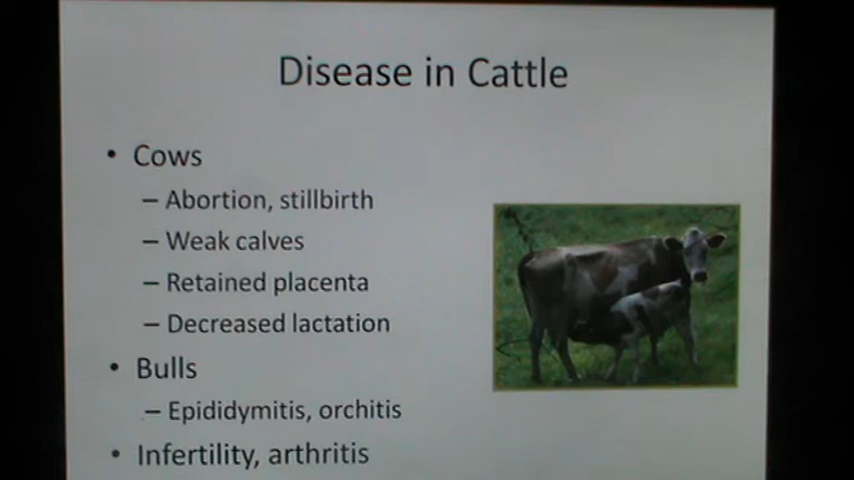 Disease in Cattle
• Cows
– Abortion, stillbirth
– Weak calves
– Retained placenta
– Decreased lactation
• Bulls
– Epididymitis, orchitis
• Infertility, arthritis